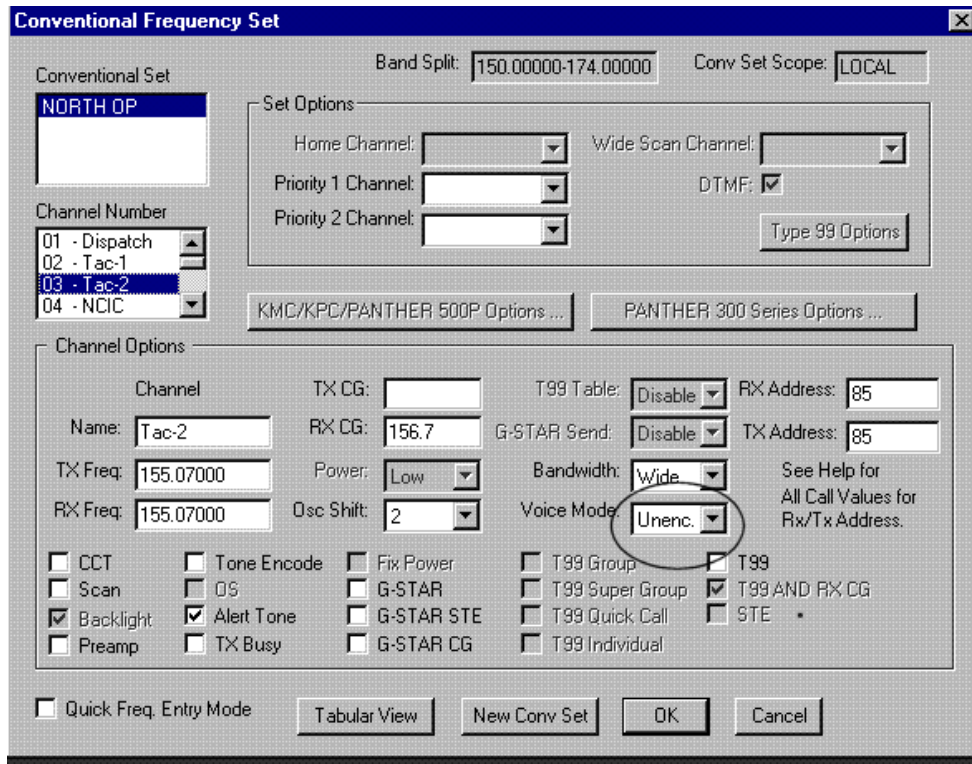 Conventional Frequency Set
Band Split: 150.00000-174.00000 Conv Set Scope: LOCAL
Conventional Set
NORTH OP
Set Options
Home Channel: Wide Scan Channel:
Priority 1 Channel: DTMF:
Priority 2 Channel:
Type 99 Options
Channel Number
01 - Dispatch
02 - Tac-1
03 - Tac-2
04 - NCIC
KMC/KPC/PANTHER 500P Options ... PANTHER 300 Series Options ...
Channel Options
Channel TX CG: T99 Table: Disable RX Address: 85
Name: Tac-2 RX CG: 156.7 G-STAR Send: Disable TX Address: 85
TX Freq: 155.07000 Power: Low Bandwidth: Wide
RX Freq: 155.07000 Osc Shift: 2 Voice Mode: Unenc.
See Help for
All Call Values for
Rx/Tx Address.
CCT Tone Encode Fix Power T99 Group T99
Scan OS G-STAR T99 Super Group T99 AND RX CG
Backlight Alert Tone G-STAR STE T99 Quick Call STE
Preamp TX Busy G-STAR CG T99 Individual
Quick Freq. Entry Mode Tabular View New Conv Set OK Cancel